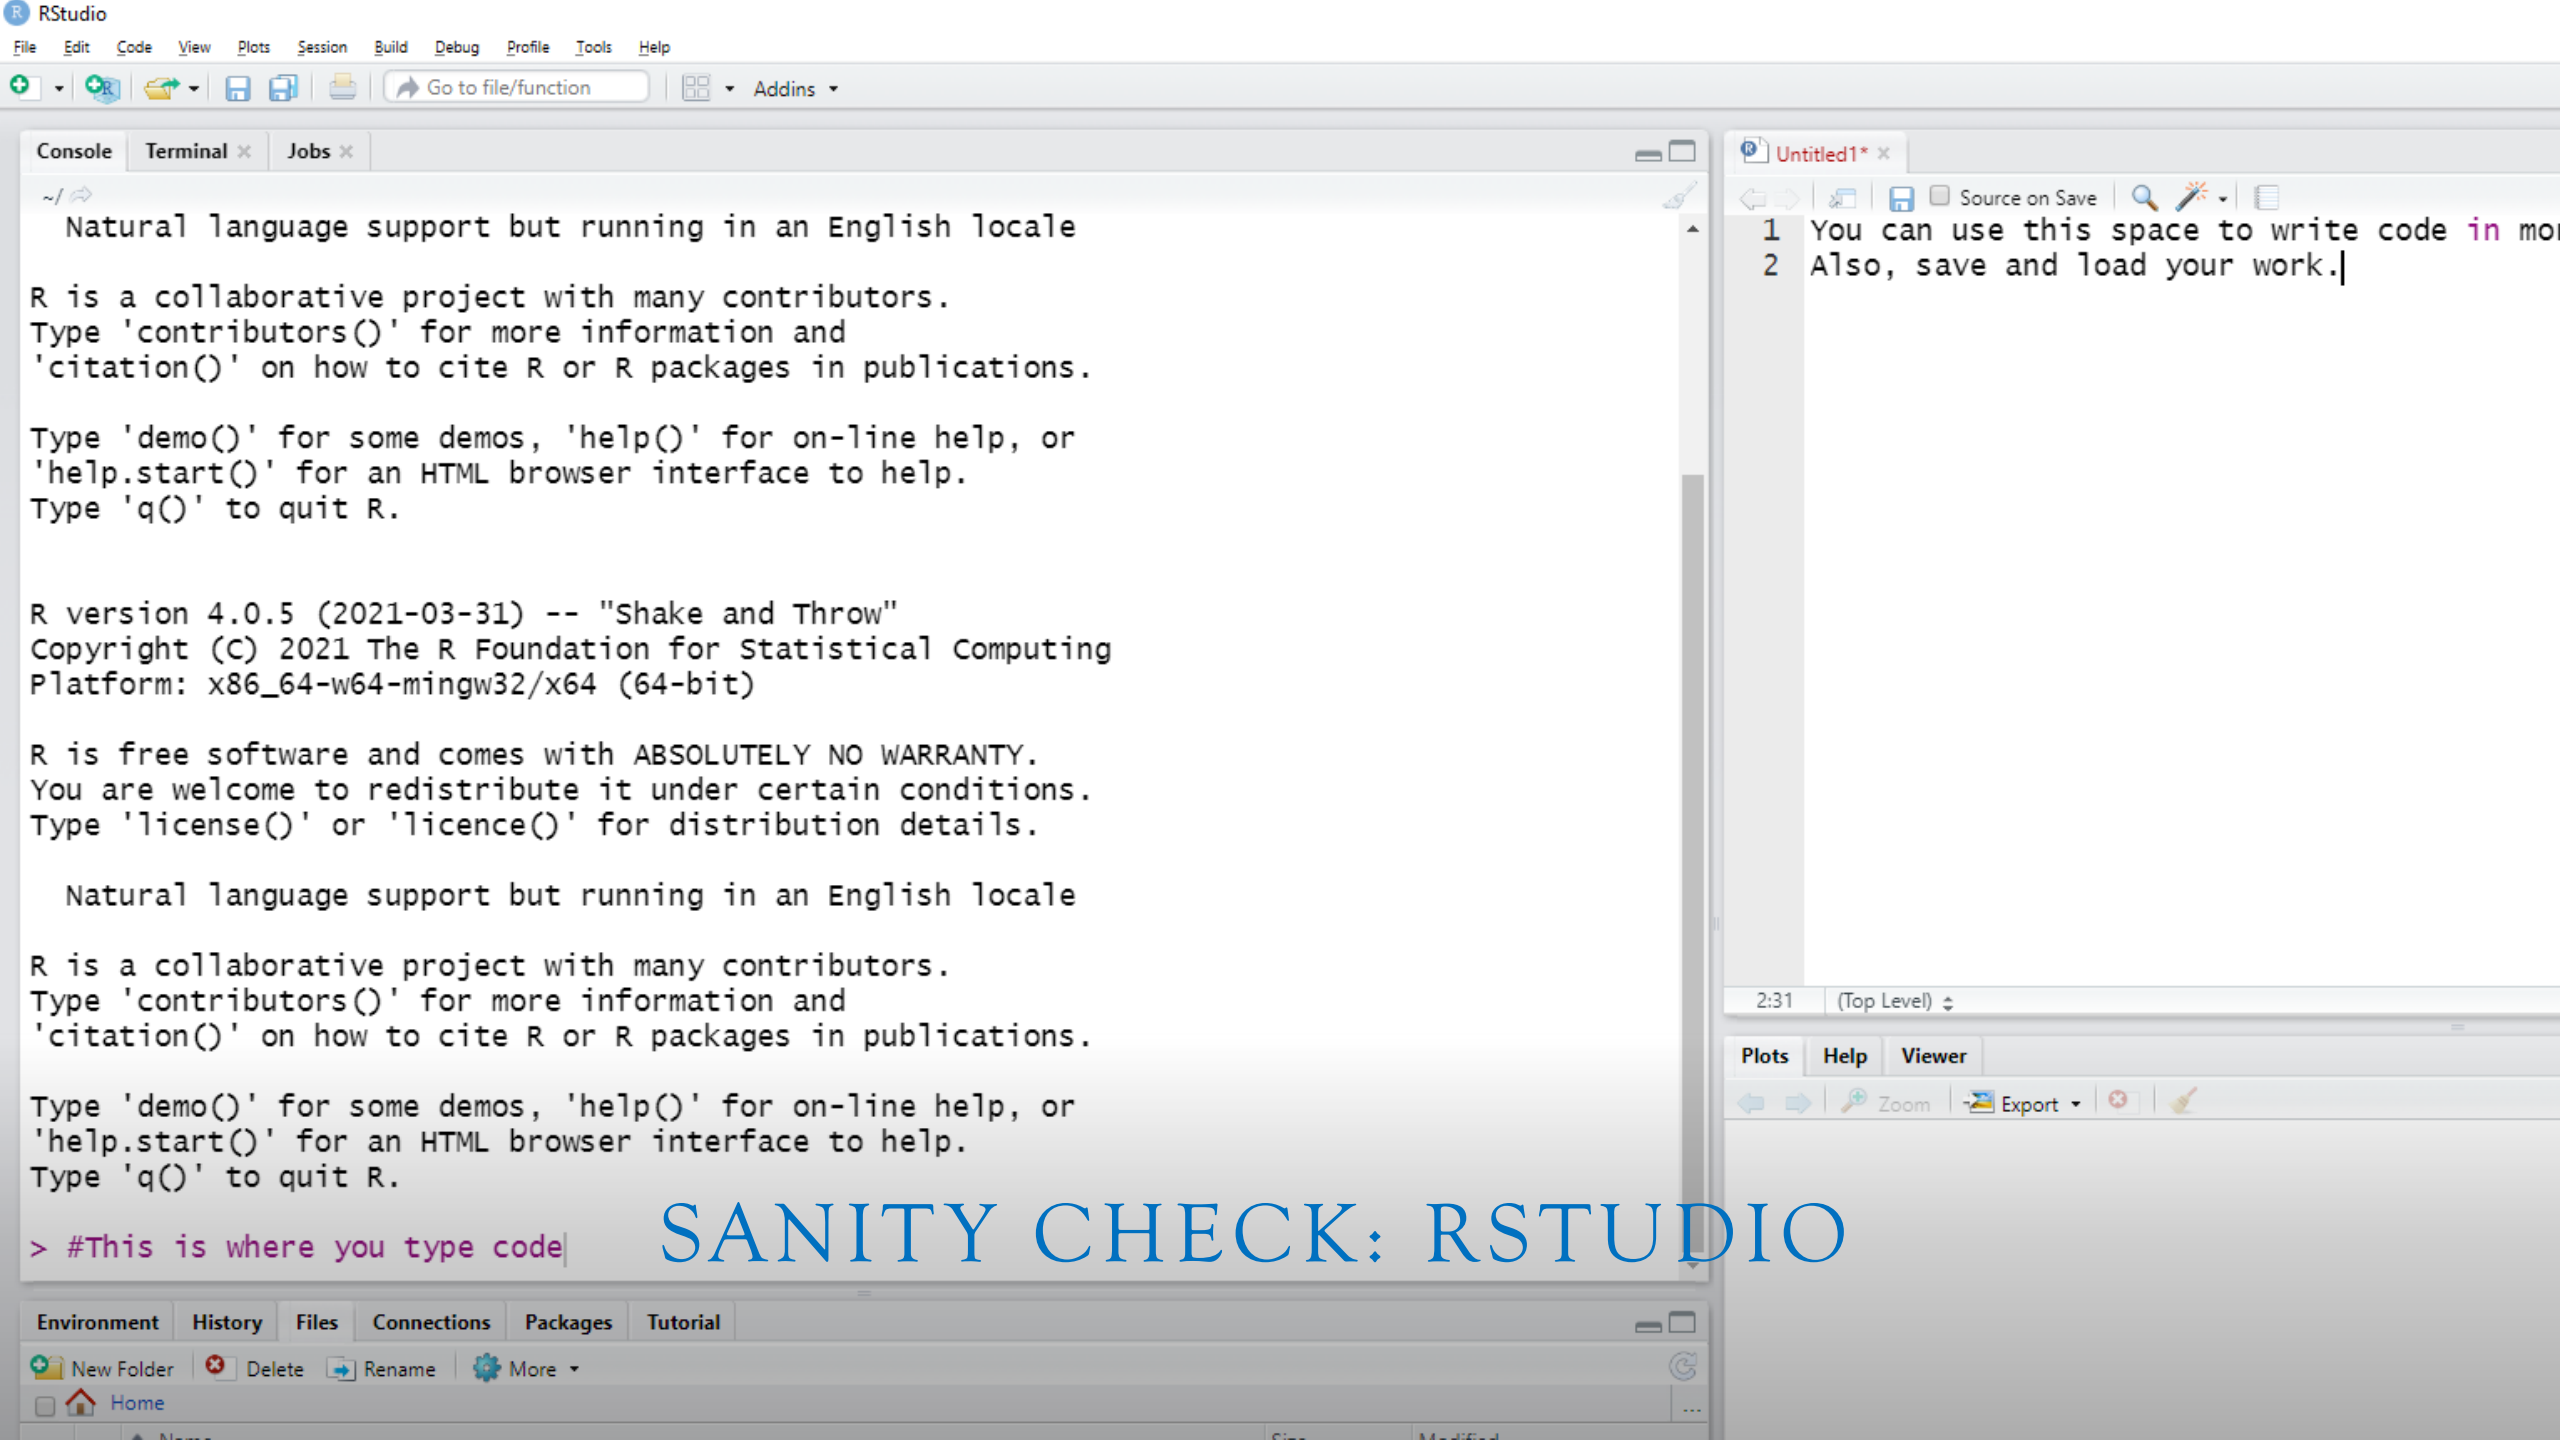 RStudio
File Edit Code View Plots Session Build Debug Profile Tools Help
Go to file/function Addins
Console Terminal Jobs
~/
Natural language support but running in an English locale
R is a collaborative project with many contributors.
Type 'contributors()' for more information and
'citation()' on how to cite R or R packages in publications.
Type 'demo()' for some demos, 'help()' for on-line help, or
'help.start()' for an HTML browser interface to help.
Type 'q()' to quit R.
R version 4.0.5 (2021-03-31) -- "Shake and Throw"
Copyright (C) 2021 The R Foundation for Statistical Computing
Platform: x86_64-w64-mingw32/x64 (64-bit)
R is free software and comes with ABSOLUTELY NO WARRANTY.
You are welcome to redistribute it under certain conditions.
Type 'license()' or 'licence()' for distribution details.
Natural language support but running in an English locale
R is a collaborative project with many contributors.
Type 'contributors()' for more information and
'citation()' on how to cite R or R packages in publications.
Type 'demo()' for some demos, 'help()' for on-line help, or
'help.start()' for an HTML browser interface to help.
Type 'q()' to quit R.
> #This is where you type code
SANITY CHECK: RSTUDIO
Environment History Files Connections Packages Tutorial
New Folder Delete Rename More
Home
...
Untitled1*
Source on Save
1 You can use this space to write code in
2 Also, save and load your work.
2:31 (Top Level)
Plots Help Viewer
Zoom Export